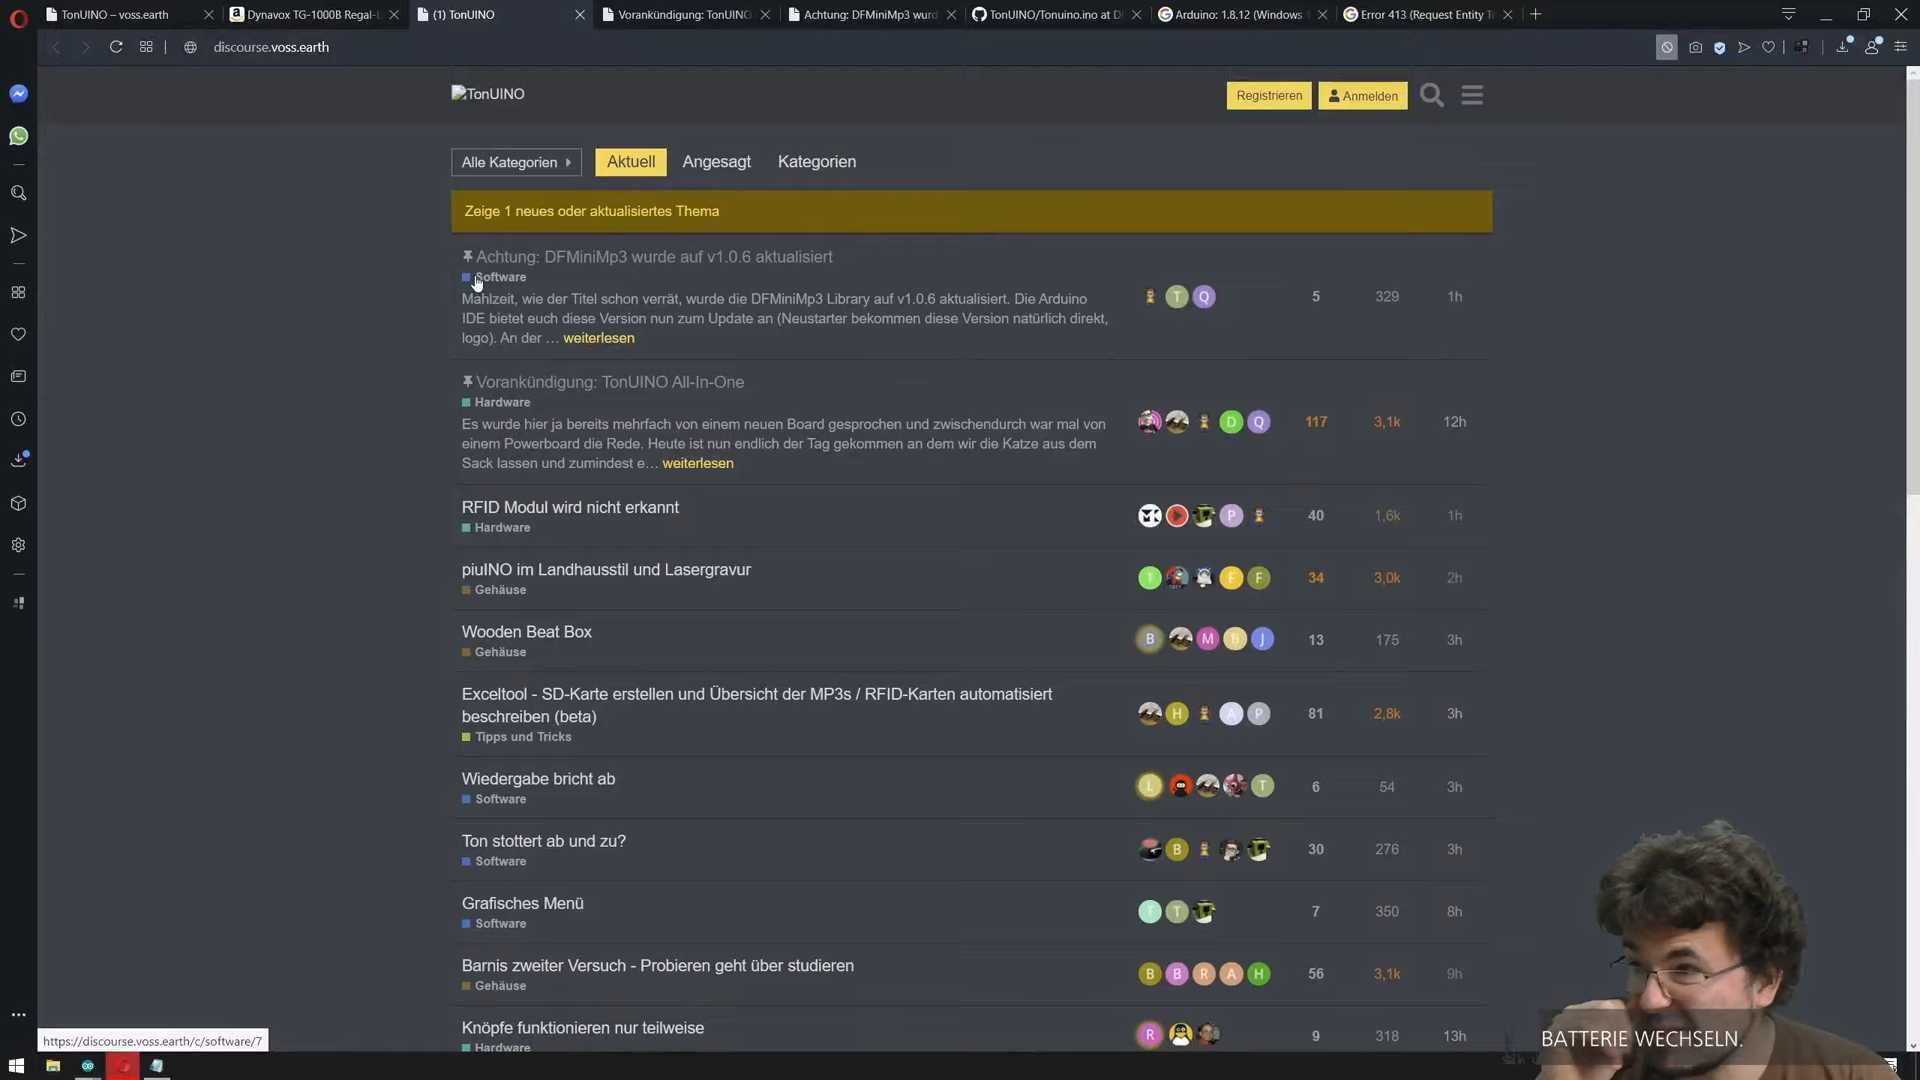 TonUINO – voss.earth
Dynavox TG-1000B Regal-L
(1) TonUINO
Vorankündigung: TonUINO
Achtung: DFMiniMp3 wurd
TonUINO/Tonuino.ino at D
Arduino: 1.8.12 (Windows
Error 413 (Request Entity T
discourse.voss.earth
TonUINO
Registrieren
Anmelden
Alle Kategorien
Aktuell
Angesagt
Kategorien
Zeige 1 neues oder aktualisiertes Thema
Achtung: DFMiniMp3 wurde auf v1.0.6 aktualisiert
Software
Mahlzeit, wie der Titel schon verrät, wurde die DFMiniMp3 Library auf v1.0.6 aktualisiert. Die Arduino
IDE bietet euch diese Version nun zum Update an (Neustarter bekommen diese Version natürlich direkt,
logo). An der … weiterlesen
T Q
5 329 1h
Vorankündigung: TonUINO All-In-One
Hardware
Es wurde hier ja bereits mehrfach von einem neuen Board gesprochen und zwischendurch war mal von
einem Powerboard die Rede. Heute ist nun endlich der Tag gekommen an dem wir die Katze aus dem
Sack lassen und zumindest e… weiterlesen
D Q
117 3,1k 12h
RFID Modul wird nicht erkannt
Hardware
P
40 1,6k 1h
piuINO im Landhausstil und Lasergravur
Gehäuse
T F F
34 3,0k 2h
Wooden Beat Box
Gehäuse
B M B J
13 175 3h
Exceltool - SD-Karte erstellen und Übersicht der MP3s / RFID-Karten automatisiert
beschreiben (beta)
Tipps und Tricks
H A P
81 2,8k 3h
Wiedergabe bricht ab
Software
L T
6 54 3h
Ton stottert ab und zu?
Software
B
30 276 3h
Grafisches Menü
Software
T T
7 350 8h
Barnis zweiter Versuch - Probieren geht über studieren
Gehäuse
B B R A H
56 3,1k 9h
Knöpfe funktionieren nur teilweise
Hardware
R
9 318 13h
https://discourse.voss.earth/c/software/7
BATTERIE WECHSELN.